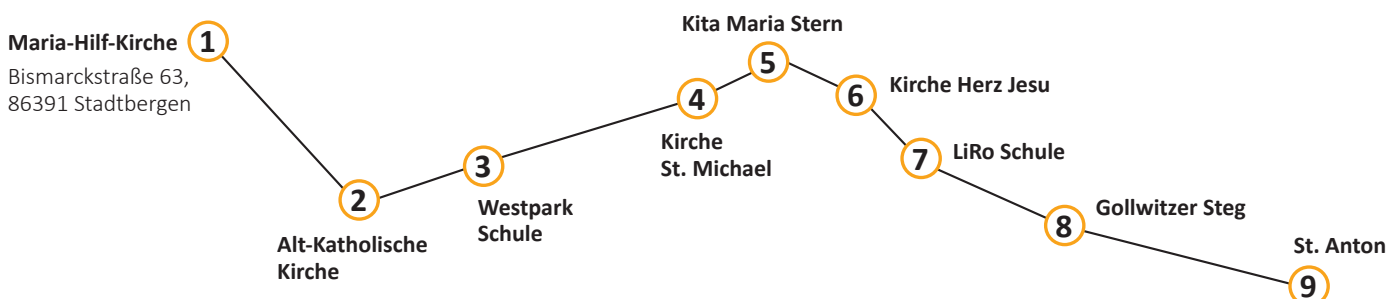 1
Maria-Hilf-Kirche
Bismarckstraße 63,
86391 Stadtbergen
2
Alt-Katholische
Kirche
3
Westpark
Schule
4
Kirche
St. Michael
Kita Maria Stern
5
6
Kirche Herz Jesu
7
LiRo Schule
8
Gollwitzer Steg
St. Anton
9